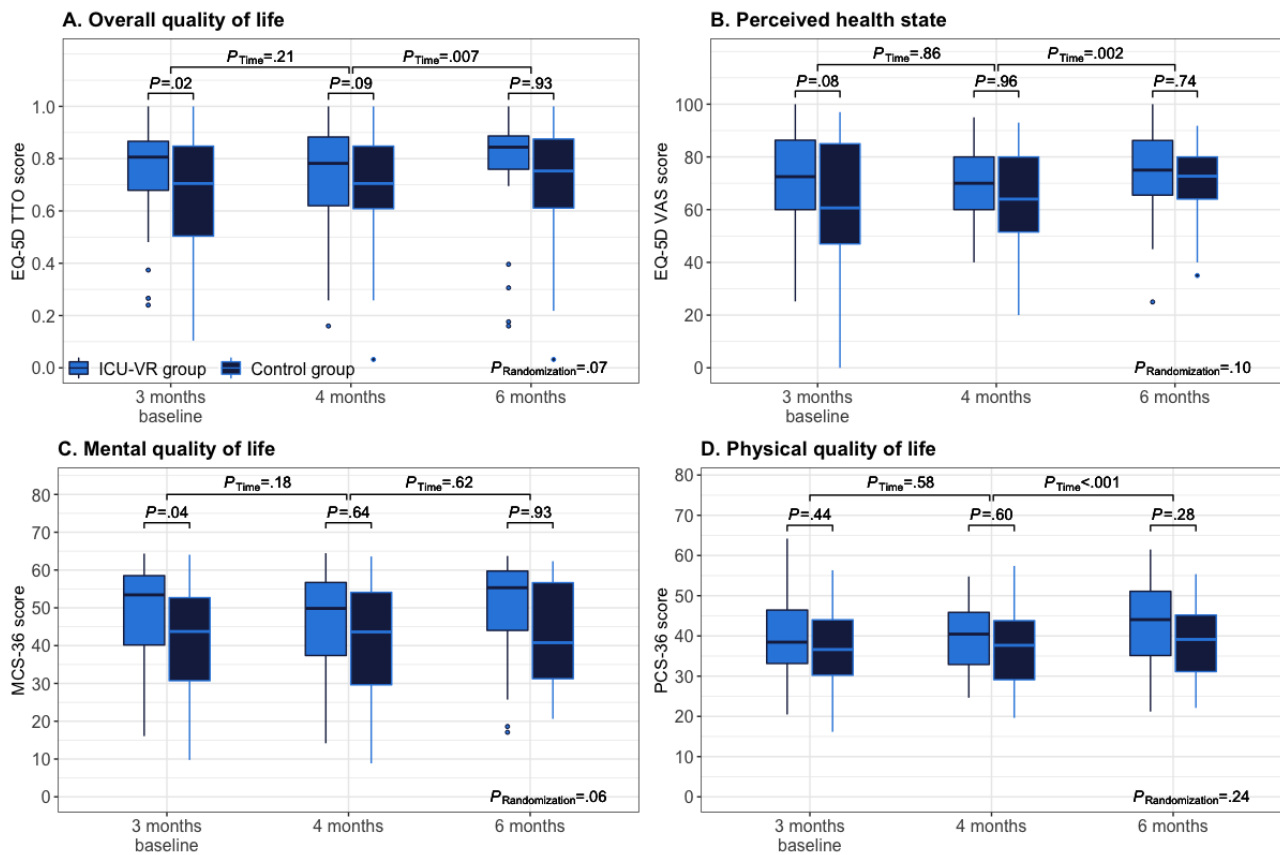 A. Overall quality of life
PTime=.21
PTime=.007
P=.02
P=.09
P=.93
1.0
0.8
0.6
0.4
0.2
0.0
EQ-5D TTO score
ICU-VR group
Control group
PRandomization=.07
3 months
baseline
4 months
6 months
B. Perceived health state
PTime=.86
PTime=.002
P=.08
P=.96
P=.74
100
80
60
40
20
0
EQ-5D VAS score
PRandomization=.10
3 months
baseline
4 months
6 months
C. Mental quality of life
PTime=.18
PTime=.62
P=.04
P=.64
P=.93
80
70
60
50
40
30
20
10
0
MCS-36 score
PRandomization=.06
3 months
baseline
4 months
6 months
D. Physical quality of life
PTime=.58
PTime<.001
P=.44
P=.60
P=.28
80
70
60
50
40
30
20
10
0
PCS-36 score
PRandomization=.24
3 months
baseline
4 months
6 months